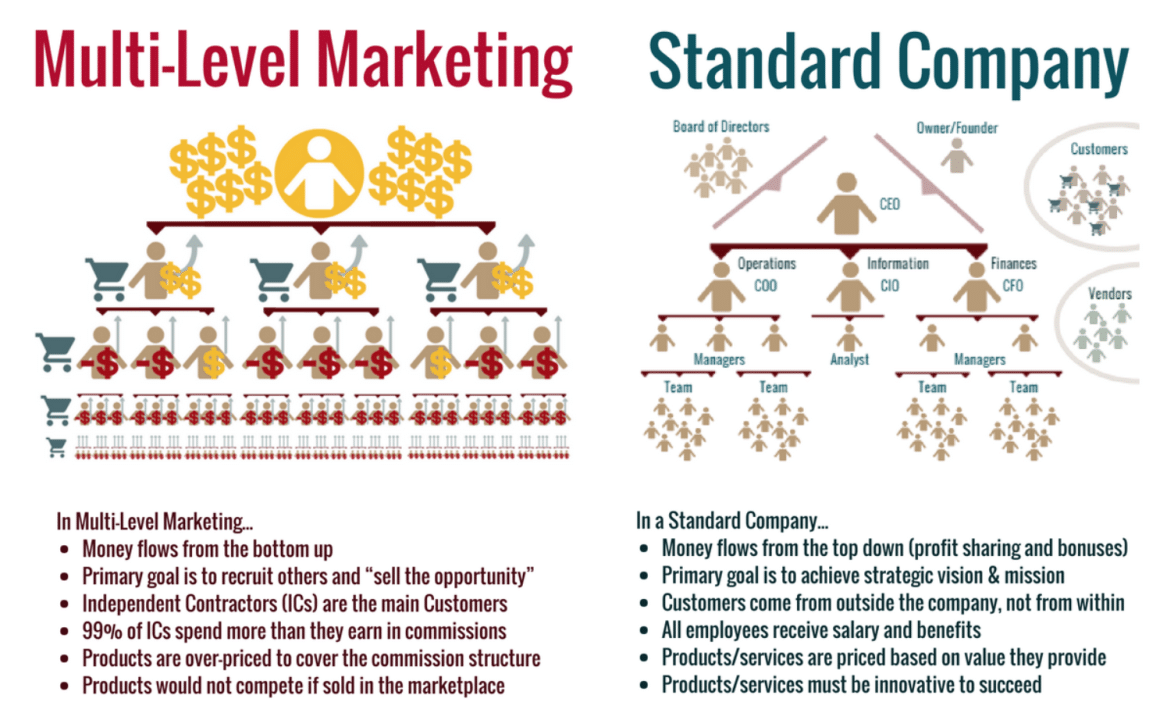 Multi-Level Marketing
$$$ $$$
$$$ $$$
$$ $$ $$
-$ -$ $ -$ -$ -$ $ -$ -$
In Multi-Level Marketing...
• Money flows from the bottom up
• Primary goal is to recruit others and “sell the opportunity”
• Independent Contractors (ICs) are the main Customers
• 99% of ICs spend more than they earn in commissions
• Products are over-priced to cover the commission structure
• Products would not compete if sold in the marketplace
Standard Company
Board of Directors
Owner/Founder
Customers
CEO
Operations
COO
Information
CIO
Finances
CFO
Vendors
Managers
Analyst
Managers
Team
Team
Team
Team
In a Standard Company...
• Money flows from the top down (profit sharing and bonuses)
• Primary goal is to achieve strategic vision & mission
• Customers come from outside the company, not from within
• All employees receive salary and benefits
• Products/services are priced based on value they provide
• Products/services must be innovative to succeed